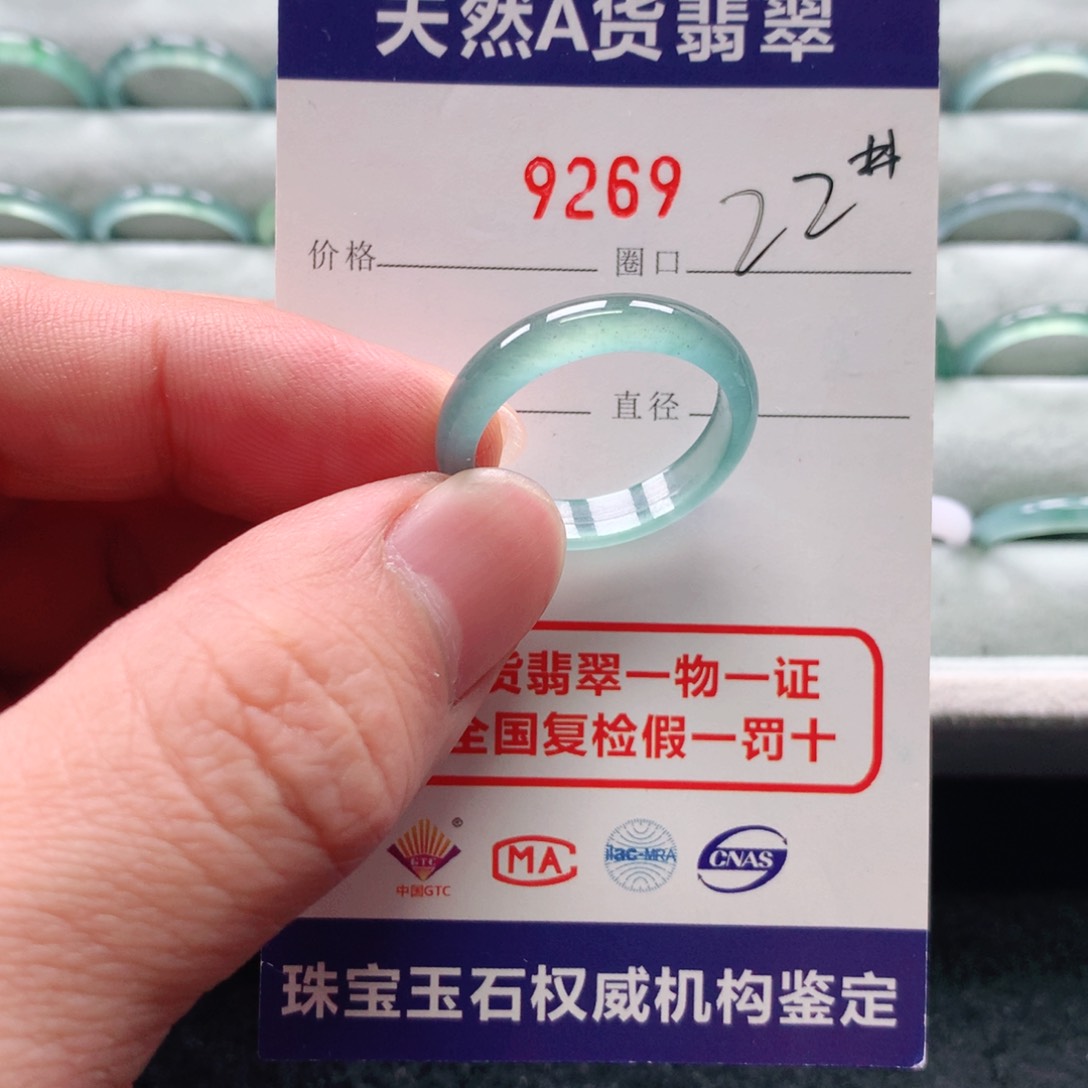 天然A货翡翠
9269
22#
价格 圈口
直径
货翡翠一物一证
全国复检假一罚十
GTC ®
中国GTC
MA
ilac-MRA
CNAS
珠宝玉石权威机构鉴定